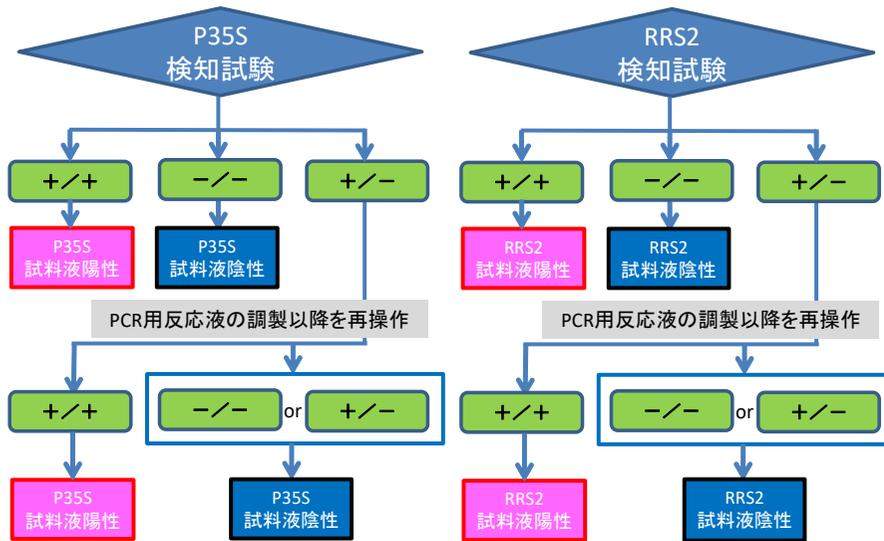 P35S
検知試験
+／+
－／－
+／－
P35S
試料液陽性
P35S
試料液陰性
PCR用反応液の調製以降を再操作
+／+
－／－
or
+／－
P35S
試料液陽性
P35S
試料液陰性
RRS2
検知試験
+／+
－／－
+／－
RRS2
試料液陽性
RRS2
試料液陰性
PCR用反応液の調製以降を再操作
+／+
－／－
or
+／－
RRS2
試料液陽性
RRS2
試料液陰性